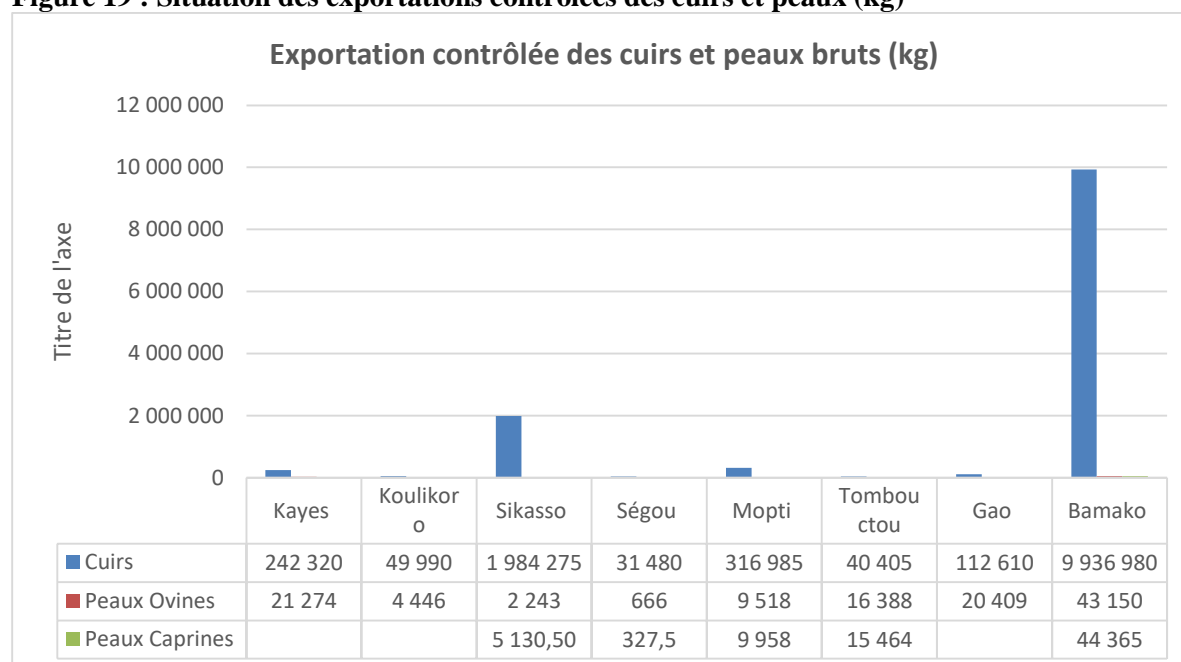 Figure 19 : Situation des exportations contrôlées des cuirs et peaux (kg)
Exportation contrôlée des cuirs et peaux bruts (kg)
12 000 000
10 000 000
8 000 000
6 000 000
4 000 000
2 000 000
0
Titre de l'axe
Kayes Koulikor o Sikasso Ségou Mopti Tombou ctou Gao Bamako
Cuirs 242 320 49 990 1 984 275 31 480 316 985 40 405 112 610 9 936 980
Peaux Ovines 21 274 4 446 2 243 666 9 518 16 388 20 409 43 150
Peaux Caprines 5 130,50 327,5 9 958 15 464 44 365